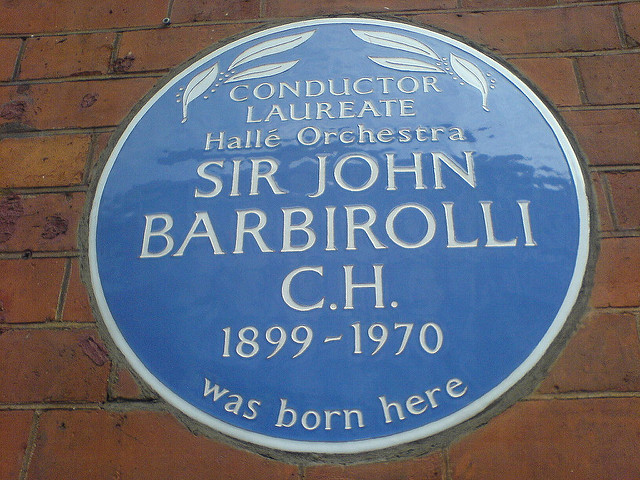 CONDUCTOR
LAUREATE
Hallé Orchestra
SIR JOHN
BARBIROLLI
C.H.
1899-1970
was born here